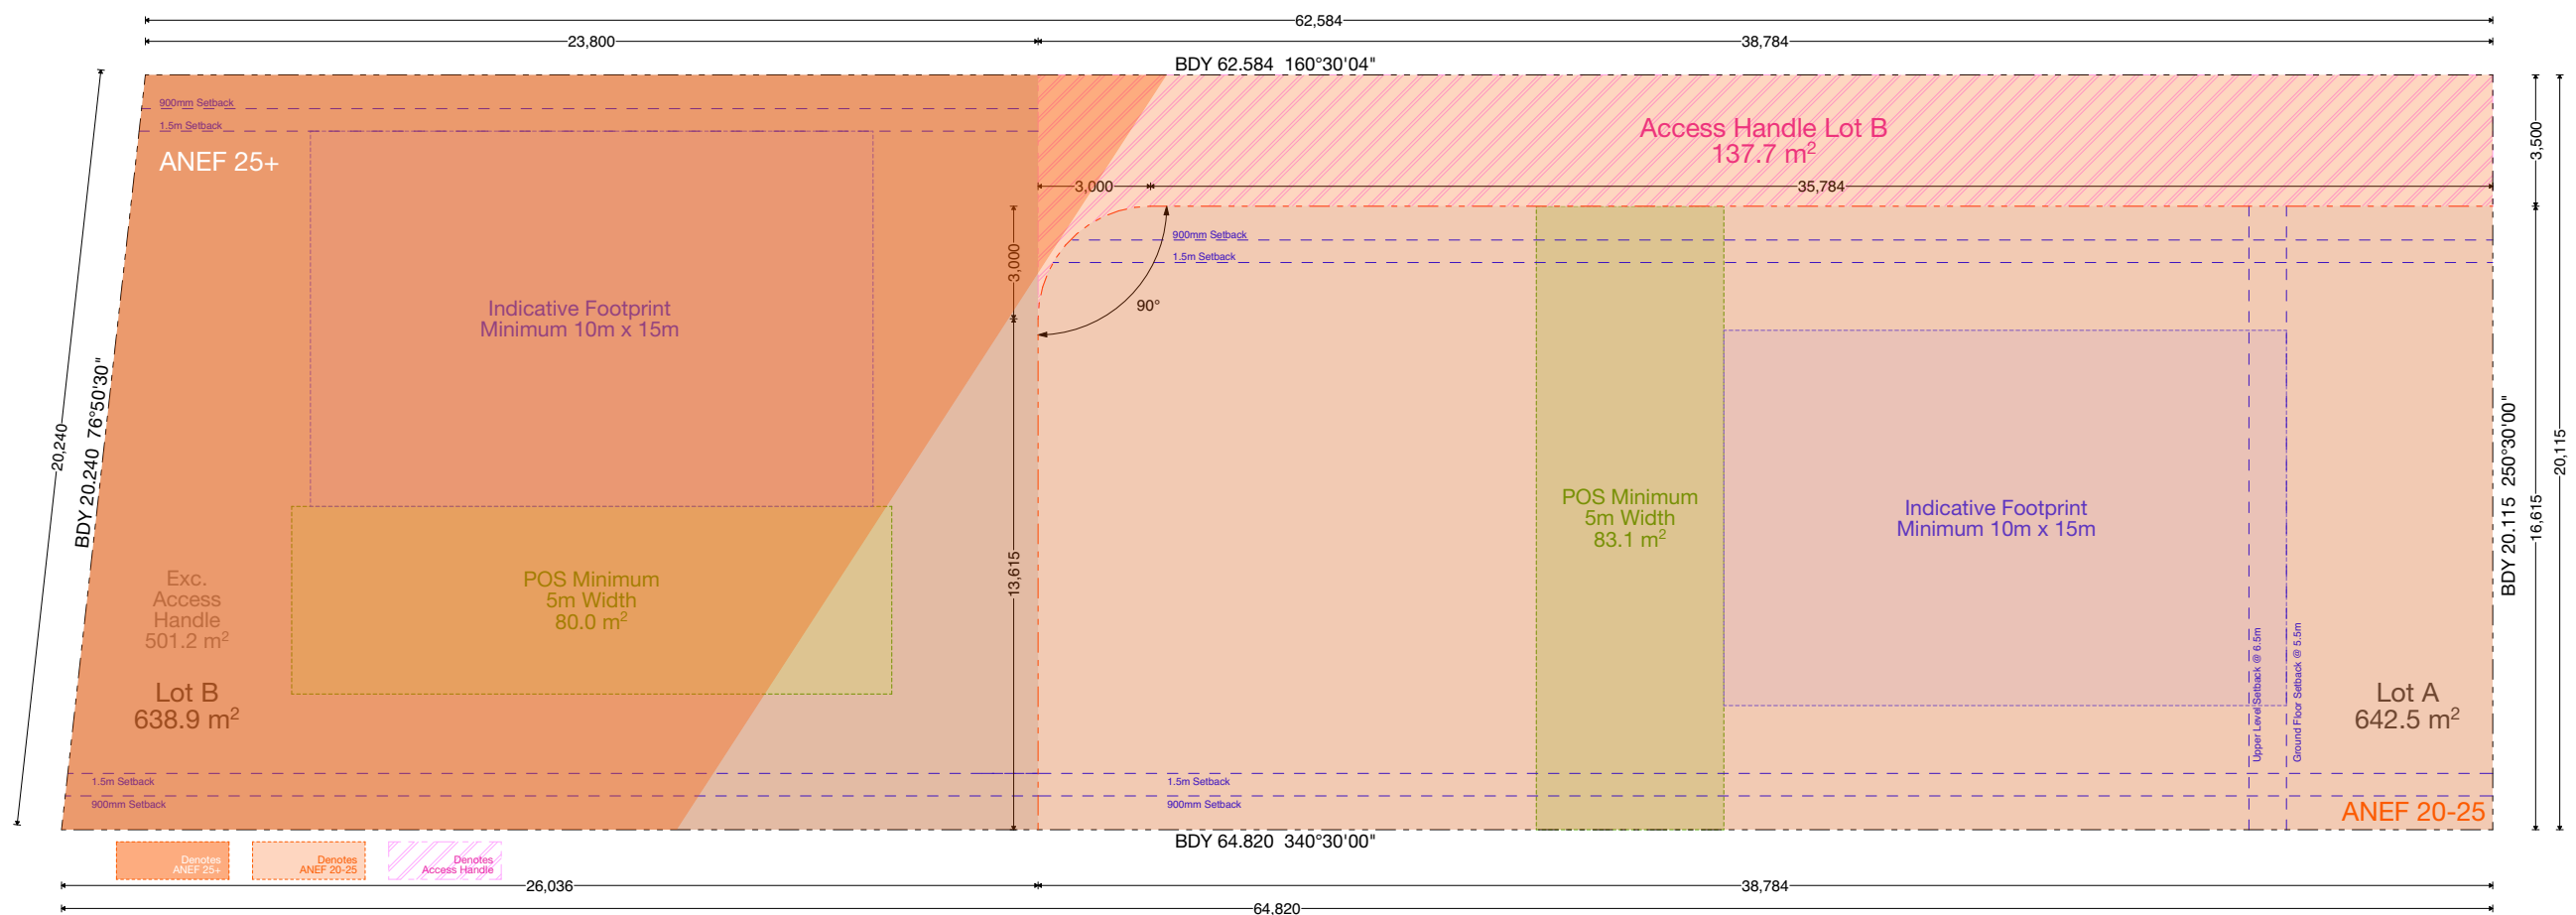 62,584
23,800
38,784
BDY 62.584 160°30'04"
900mm Setback
1.5m Setback
ANEF 25+
Access Handle Lot B
137.7 m²
3,500
3,000
35,784
900mm Setback
1.5m Setback
3,000
90°
Indicative Footprint
Minimum 10m x 15m
20,240
BDY 20.240 76°50'30"
POS Minimum
5m Width
83.1 m²
Indicative Footprint
Minimum 10m x 15m
BDY 20.115 250°30'00"
16,615
20,115
Exc.
Access
Handle
501.2 m²
POS Minimum
5m Width
80.0 m²
13,615
Upper Level Setback @ 6.5m
Ground Floor Setback @ 5.5m
Lot B
638.9 m²
Lot A
642.5 m²
1.5m Setback
900mm Setback
1.5m Setback
900mm Setback
ANEF 20-25
BDY 64.820 340°30'00"
Denotes
ANEF 25+
Denotes
ANEF 20-25
Denotes
Access Handle
26,036
38,784
64,820